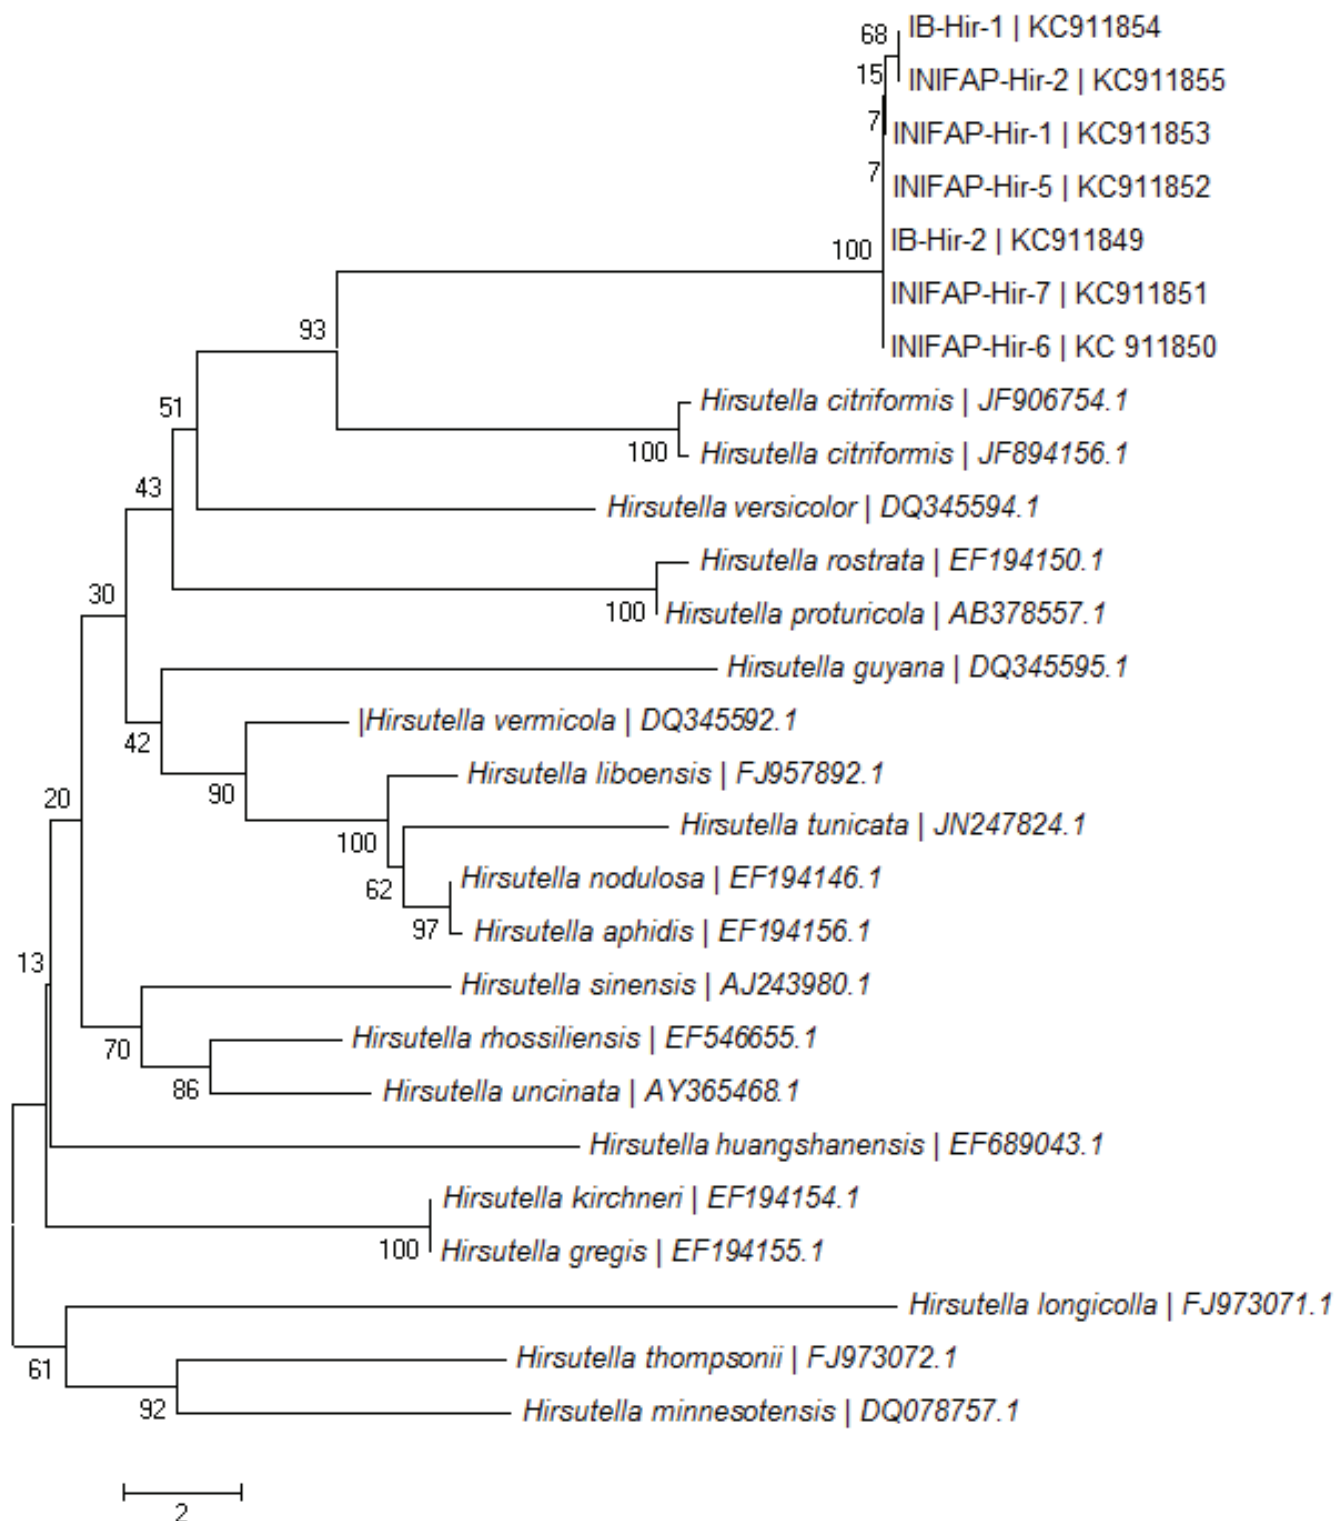 68
IB-Hir-1 | KC911854
15
INIFAP-Hir-2 | KC911855
7
INIFAP-Hir-1 | KC911853
7
INIFAP-Hir-5 | KC911852
100
IB-Hir-2 | KC911849
INIFAP-Hir-7 | KC911851
93
INIFAP-Hir-6 | KC 911850
51
Hirsutella citriformis | JF906754.1
100
Hirsutella citriformis | JF894156.1
43
Hirsutella versicolor | DQ345594.1
Hirsutella rostrata | EF194150.1
30
100
Hirsutella proturicola | AB378557.1
Hirsutella guyana | DQ345595.1
|Hirsutella vermicola | DQ345592.1
42
Hirsutella liboensis | FJ957892.1
90
20
Hirsutella tunicata | JN247824.1
100
Hirsutella nodulosa | EF194146.1
62
97
Hirsutella aphidis | EF194156.1
13
Hirsutella sinensis | AJ243980.1
Hirsutella rhossiliensis | EF546655.1
70
86
Hirsutella uncinata | AY365468.1
Hirsutella huangshanensis | EF689043.1
Hirsutella kirchneri | EF194154.1
100
Hirsutella gregis | EF194155.1
Hirsutella longicolla | FJ973071.1
61
Hirsutella thompsonii | FJ973072.1
92
Hirsutella minnesotensis | DQ078757.1
2